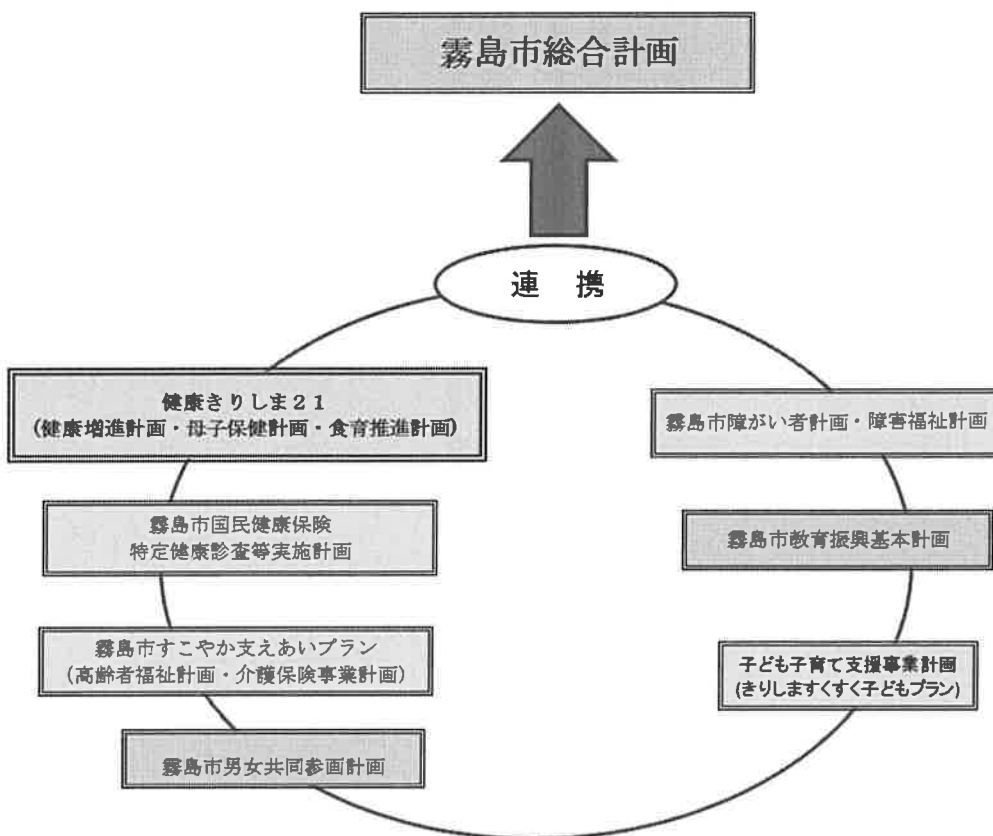 霧島市総合計画
連 携
健康きりしま21
(健康増進計画・母子保健計画・食育推進計画)
霧島市国民健康保険
特定健康診査等実施計画
霧島市すこやか支えあいプラン
(高齢者福祉計画・介護保険事業計画)
霧島市男女共同参画計画
霧島市障がい者計画・障害福祉計画
霧島市教育振興基本計画
子ども子育て支援事業計画
(きりしますくすく子どもプラン)